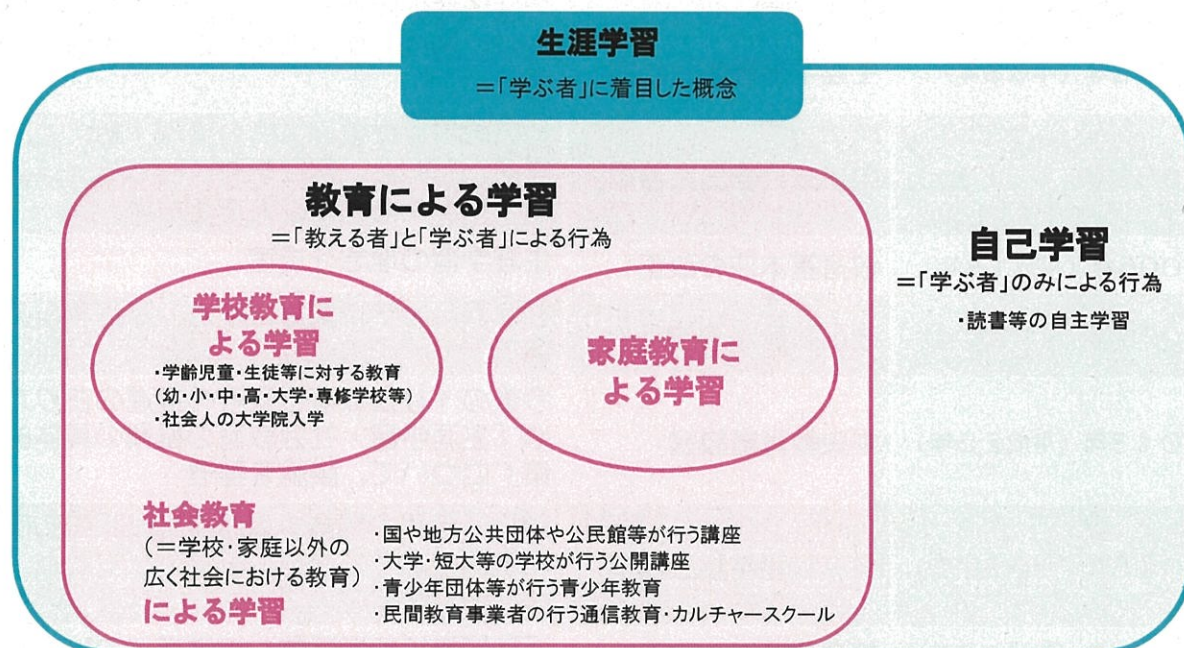 生涯学習
＝「学ぶ者」に着目した概念
教育による学習
＝「教える者」と「学ぶ者」による行為
学校教育に
よる学習
・学齢児童・生徒等に対する教育
(幼・小・中・高・大学・専修学校等)
・社会人の大学院入学
家庭教育に
よる学習
社会教育
(＝学校・家庭以外の
広く社会における教育)
による学習
・国や地方公共団体や公民館等が行う講座
・大学・短大等の学校が行う公開講座
・青少年団体等が行う青少年教育
・民間教育事業者の行う通信教育・カルチャースクール
自己学習
＝「学ぶ者」のみによる行為
・読書等の自主学習